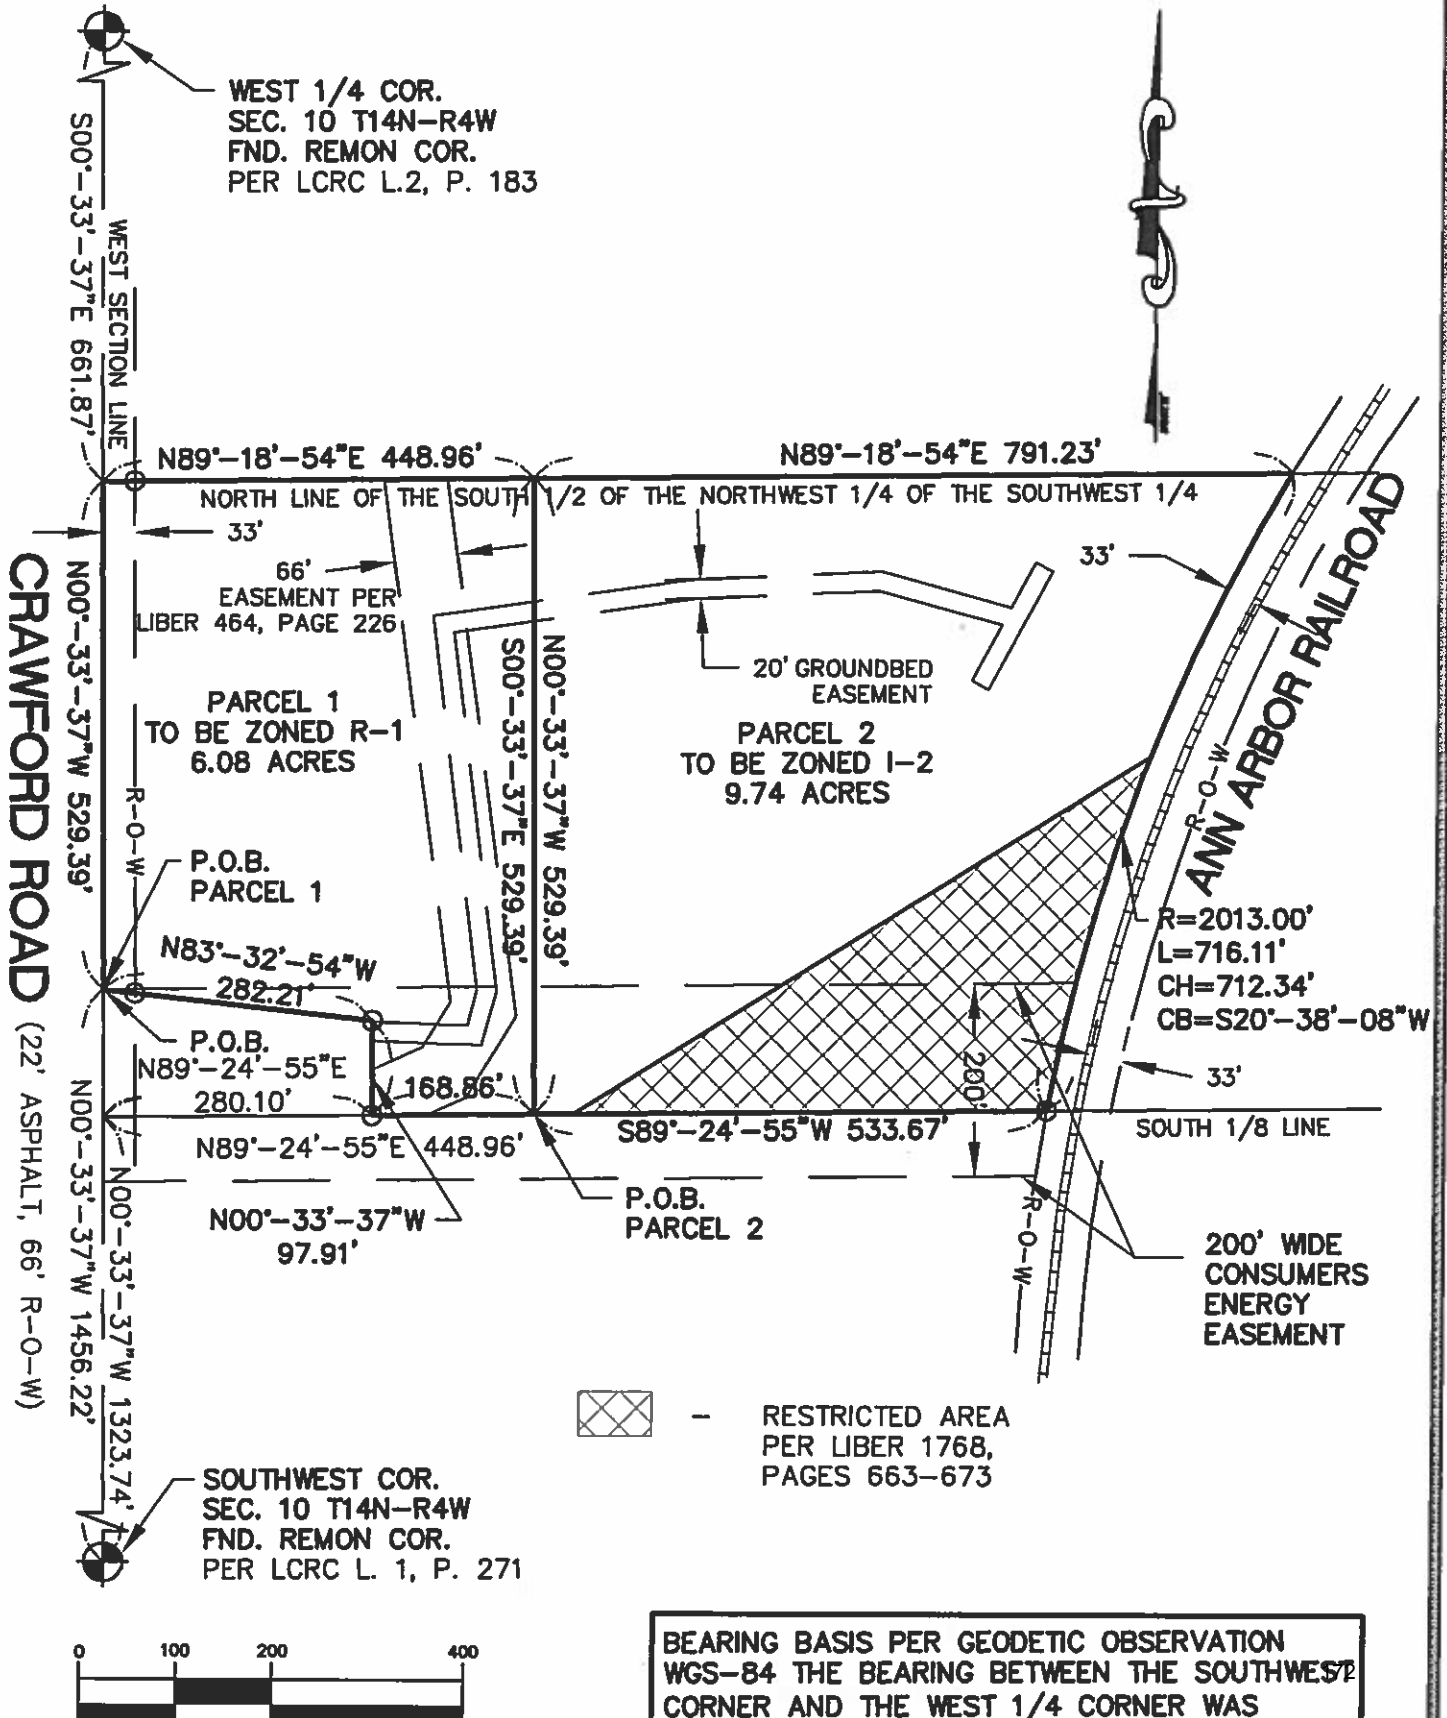 WEST 1/4 COR.
SEC. 10 T14N-R4W
FND. REMON COR.
PER LCRC L.2, P. 183
S00°-33'-37"E 661.87'
WEST SECTION LINE
N89°-18'-54"E 448.96'
N89°-18'-54"E 791.23'
NORTH LINE OF THE SOUTH 1/2 OF THE NORTHWEST 1/4 OF THE SOUTHWEST 1/4
33'
66'
EASEMENT PER
LIBER 464, PAGE 226
33'
20' GROUNDBED
EASEMENT
PARCEL 1
TO BE ZONED R-1
6.08 ACRES
PARCEL 2
TO BE ZONED I-2
9.74 ACRES
N00°-33'-37"W 529.39'
S00°-33'-37"E 529.39'
N00°-33'-37"W 529.39'
R-O-W
R-O-W
ANN ARBOR RAILROAD
CRAWFORD ROAD (22' ASPHALT, 66' R-O-W)
P.O.B.
PARCEL 1
N83°-32'-54"W
282.21'
P.O.B.
N89°-24'-55"E
280.10'
168.86'
R=2013.00'
L=716.11'
CH=712.34'
CB=S20°-38'-08"W
200'
33'
S89°-24'-55"W 533.67'
SOUTH 1/8 LINE
N89°-24'-55"E 448.96'
N00°-33'-37"W
97.91'
P.O.B.
PARCEL 2
R-O-W
200' WIDE
CONSUMERS
ENERGY
EASEMENT
N00°-33'-37"W 1456.22'
N00°-33'-37"W 1323.74'
- RESTRICTED AREA
PER LIBER 1768,
PAGES 663-673
SOUTHWEST COR.
SEC. 10 T14N-R4W
FND. REMON COR.
PER LCRC L. 1, P. 271
0 100 200 400
BEARING BASIS PER GEODETIC OBSERVATION
WGS-84 THE BEARING BETWEEN THE SOUTHWEST
CORNER AND THE WEST 1/4 CORNER WAS
72